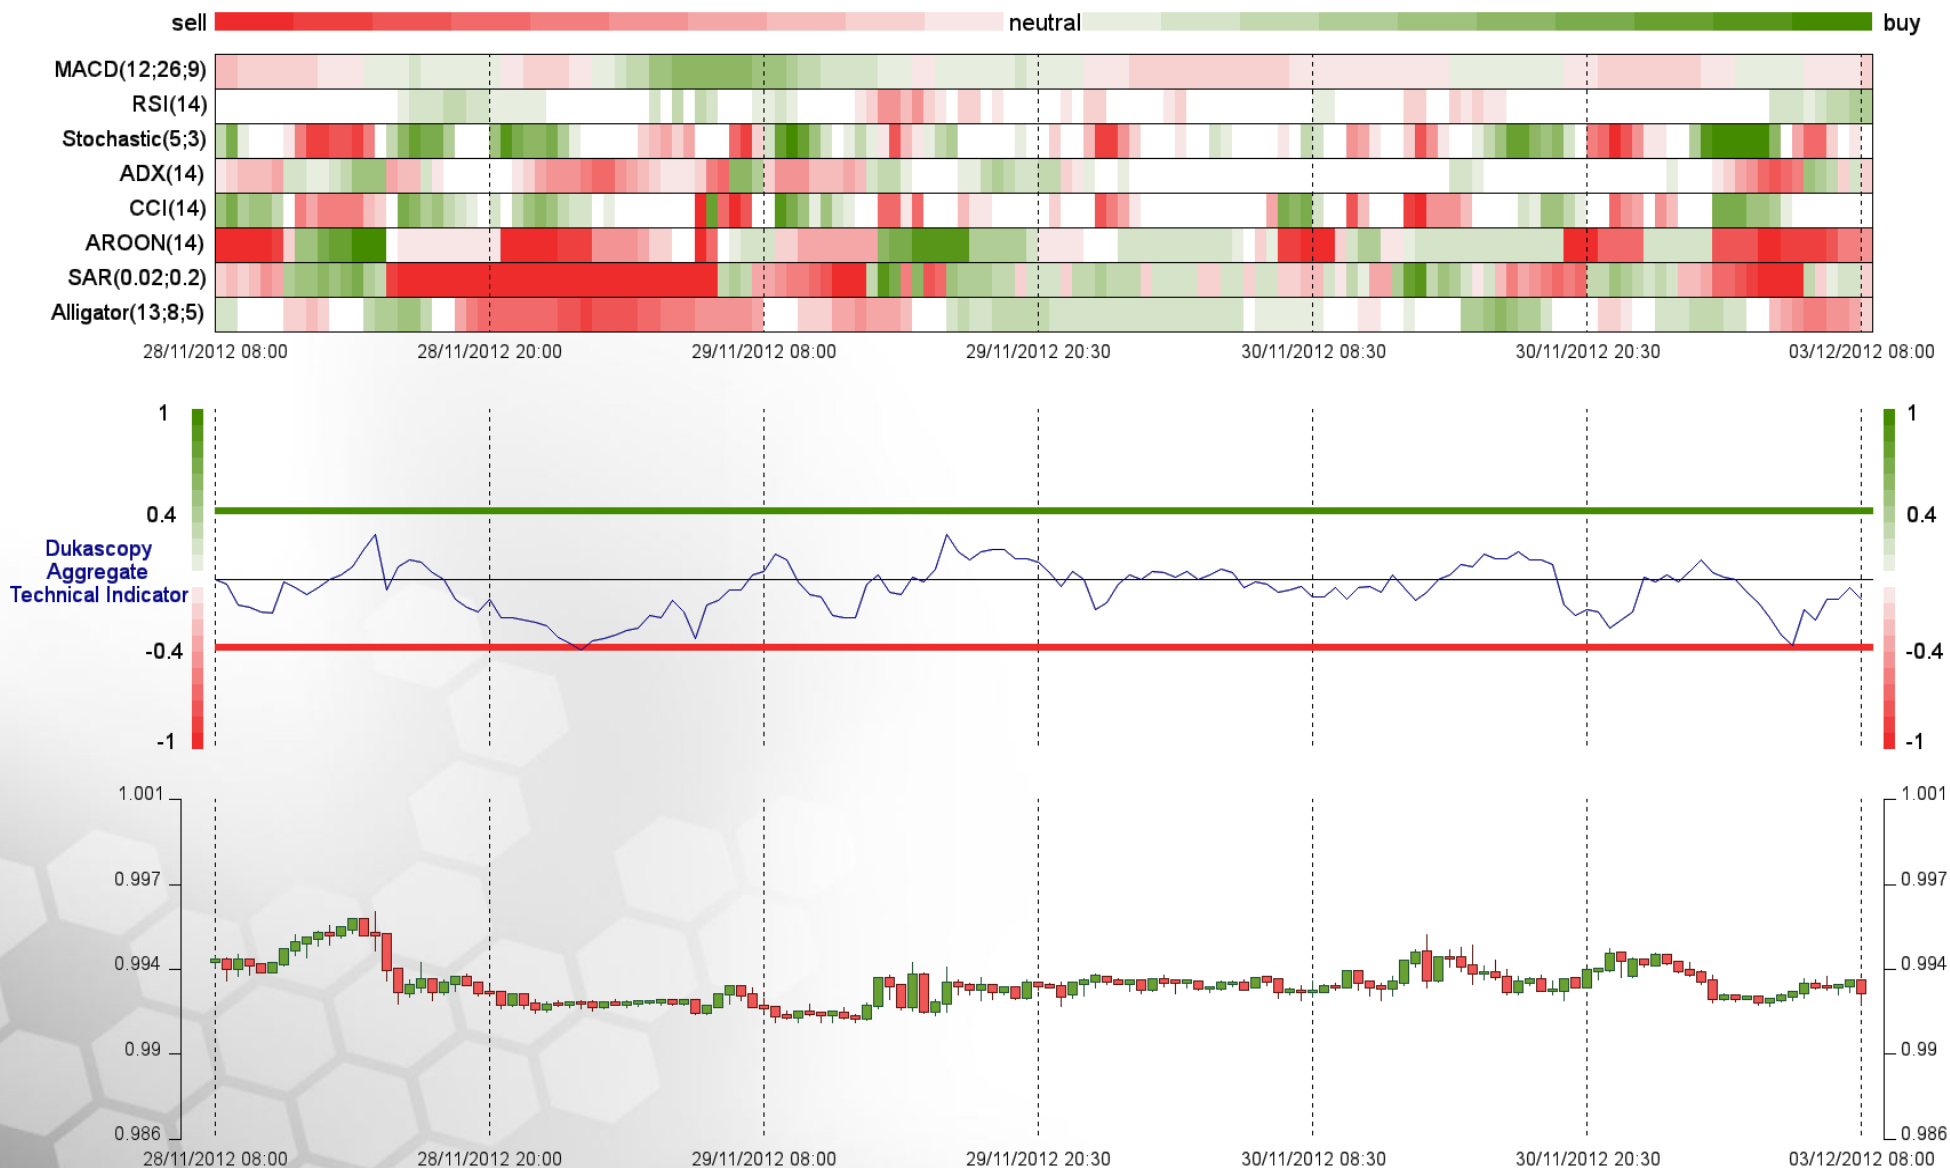 sell neutral buy
MACD(12;26;9)
RSI(14)
Stochastic(5;3)
ADX(14)
CCI(14)
AROON(14)
SAR(0.02;0.2)
Alligator(13;8;5)
28/11/2012 08:00 28/11/2012 20:00 29/11/2012 08:00 29/11/2012 20:30 30/11/2012 08:30 30/11/2012 20:30 03/12/2012 08:00
1 1
0.4 0.4
Dukascopy
Aggregate
Technical Indicator
-0.4 -0.4
-1 -1
1.001 1.001
0.997 0.997
0.994 0.994
0.99 0.99
0.986 0.986
28/11/2012 08:00 28/11/2012 20:00 29/11/2012 08:00 29/11/2012 20:30 30/11/2012 08:30 30/11/2012 20:30 03/12/2012 08:00